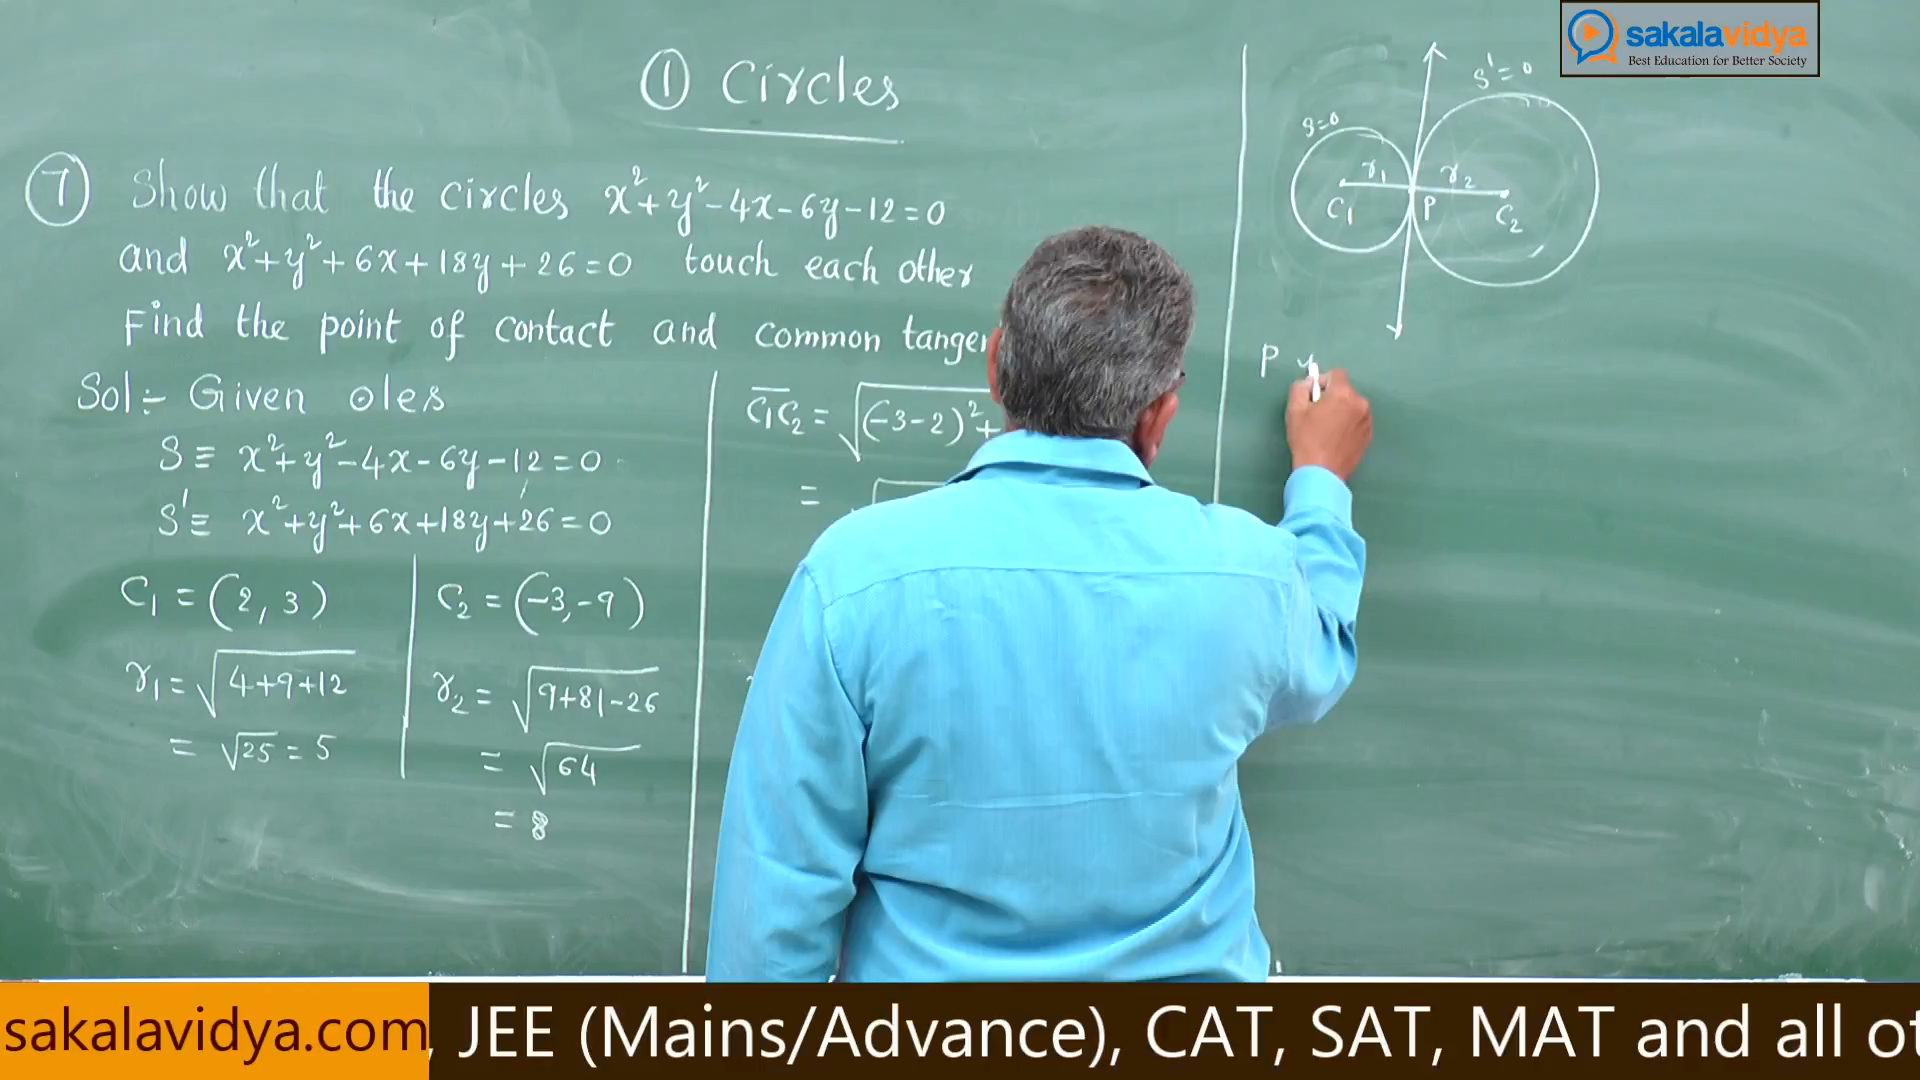 ① Circles
⑦ Show that the circles x²+y²-4x-6y-12=0
and x²+y²+6x+18y+26=0 touch each other
Find the point of contact and common
Sol:- Given oles
S ≡ x²+y²-4x-6y-12=0
S' ≡ x²+y²+6x+18y+26=0
C₁ = (2, 3)
r₁ = √4+9+12
= √25 = 5
C₂ = (-3,-9)
r₂ = √9+81-26
= √64
= 8
C₁C₂ = √(-3-2)²+
=
S=0
S'=0
r₁ r₂
C₁ P C₂
P
sakalavidya
Best Education for Better Society
sakalavidya.com, JEE (Mains/Advance), CAT, SAT, MAT and all